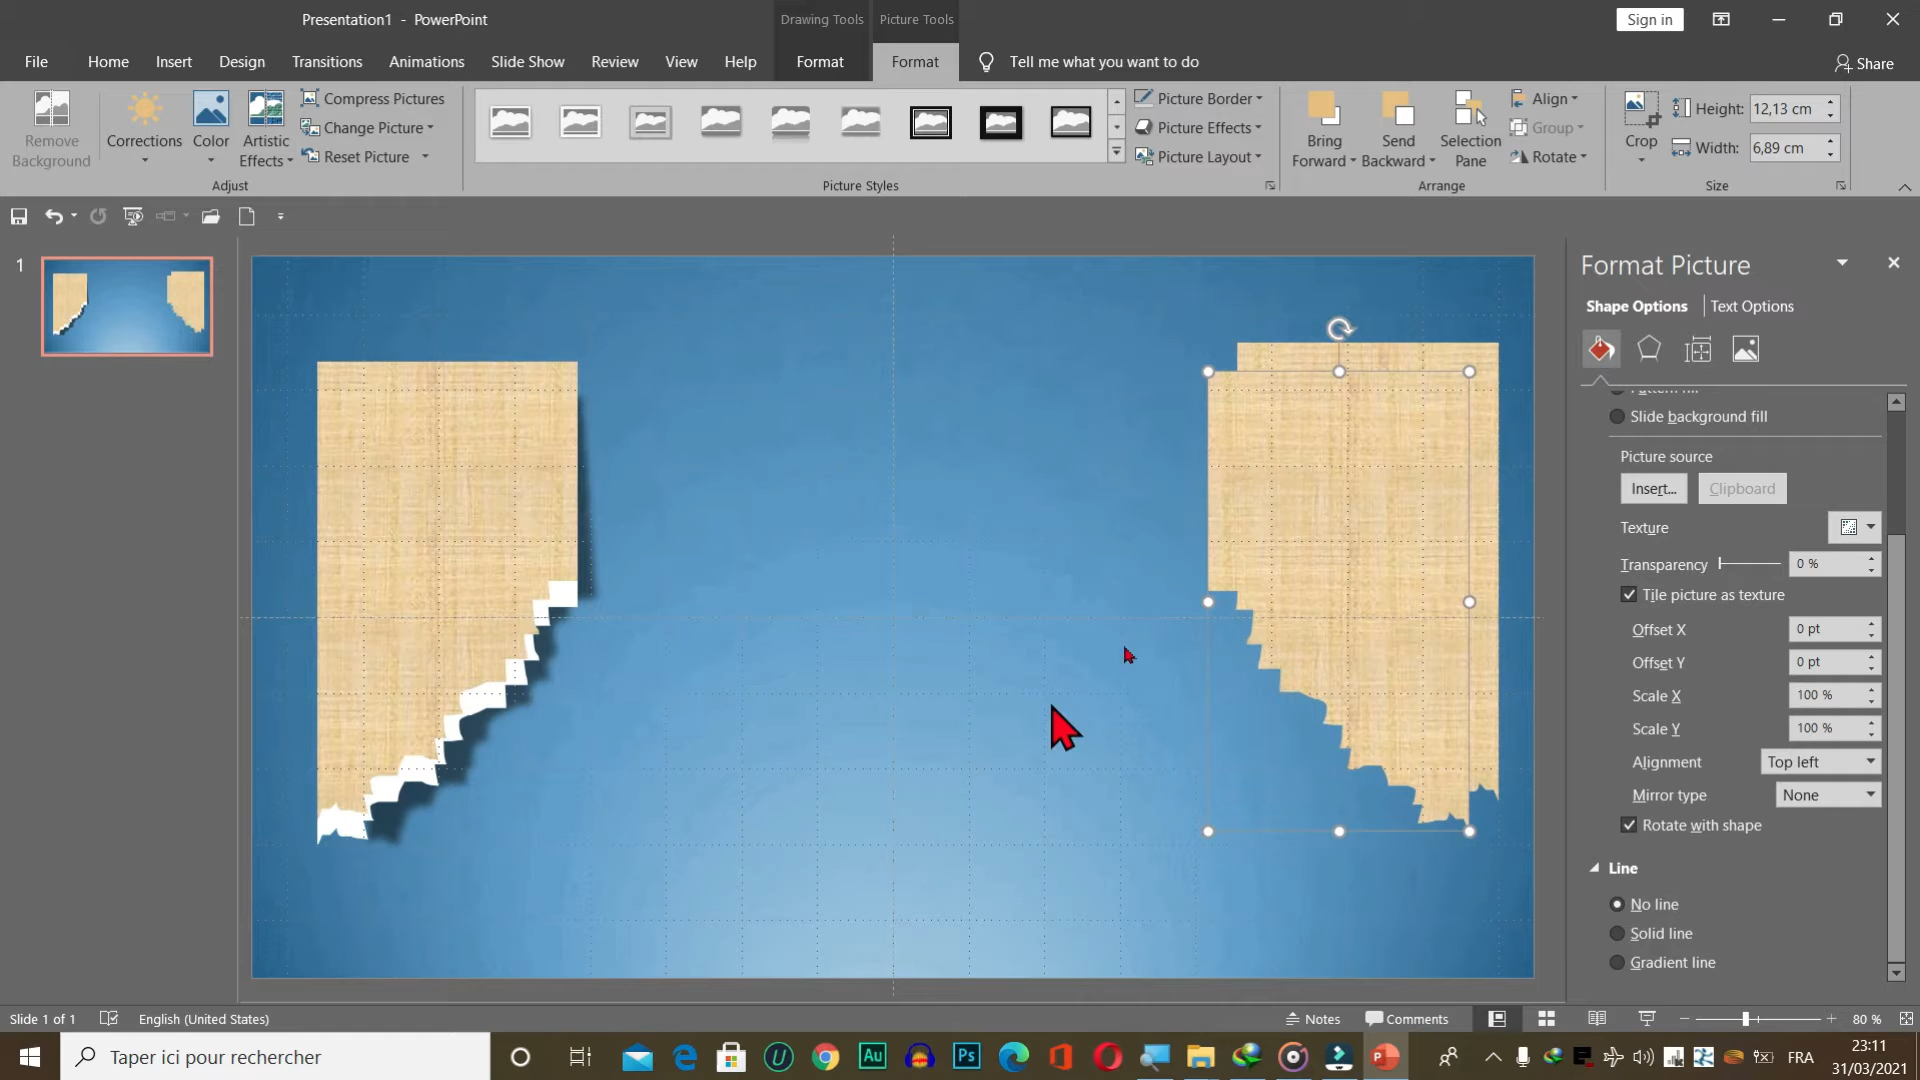 Presentation1 - PowerPoint
Drawing Tools
Picture Tools
Sign in
File
Home
Insert
Design
Transitions
Animations
Slide Show
Review
View
Help
Format
Format
Tell me what you want to do
Share
Remove Background
Corrections
Color
Artistic Effects
Compress Pictures
Change Picture
Reset Picture
Adjust
Picture Styles
Picture Border
Picture Effects
Picture Layout
Bring Forward
Send Backward
Selection Pane
Align
Group
Rotate
Arrange
Crop
Height: 12,13 cm
Width: 6,89 cm
Size
1
Format Picture
Shape Options
Text Options
Slide background fill
Picture source
Insert...
Clipboard
Texture
Transparency 0 %
Tile picture as texture
Offset X 0 pt
Offset Y 0 pt
Scale X 100 %
Scale Y 100 %
Alignment Top left
Mirror type None
Rotate with shape
Line
No line
Solid line
Gradient line
Slide 1 of 1
English (United States)
Notes
Comments
80 %
Taper ici pour rechercher
Au
Ps
FRA
23:11
31/03/2021